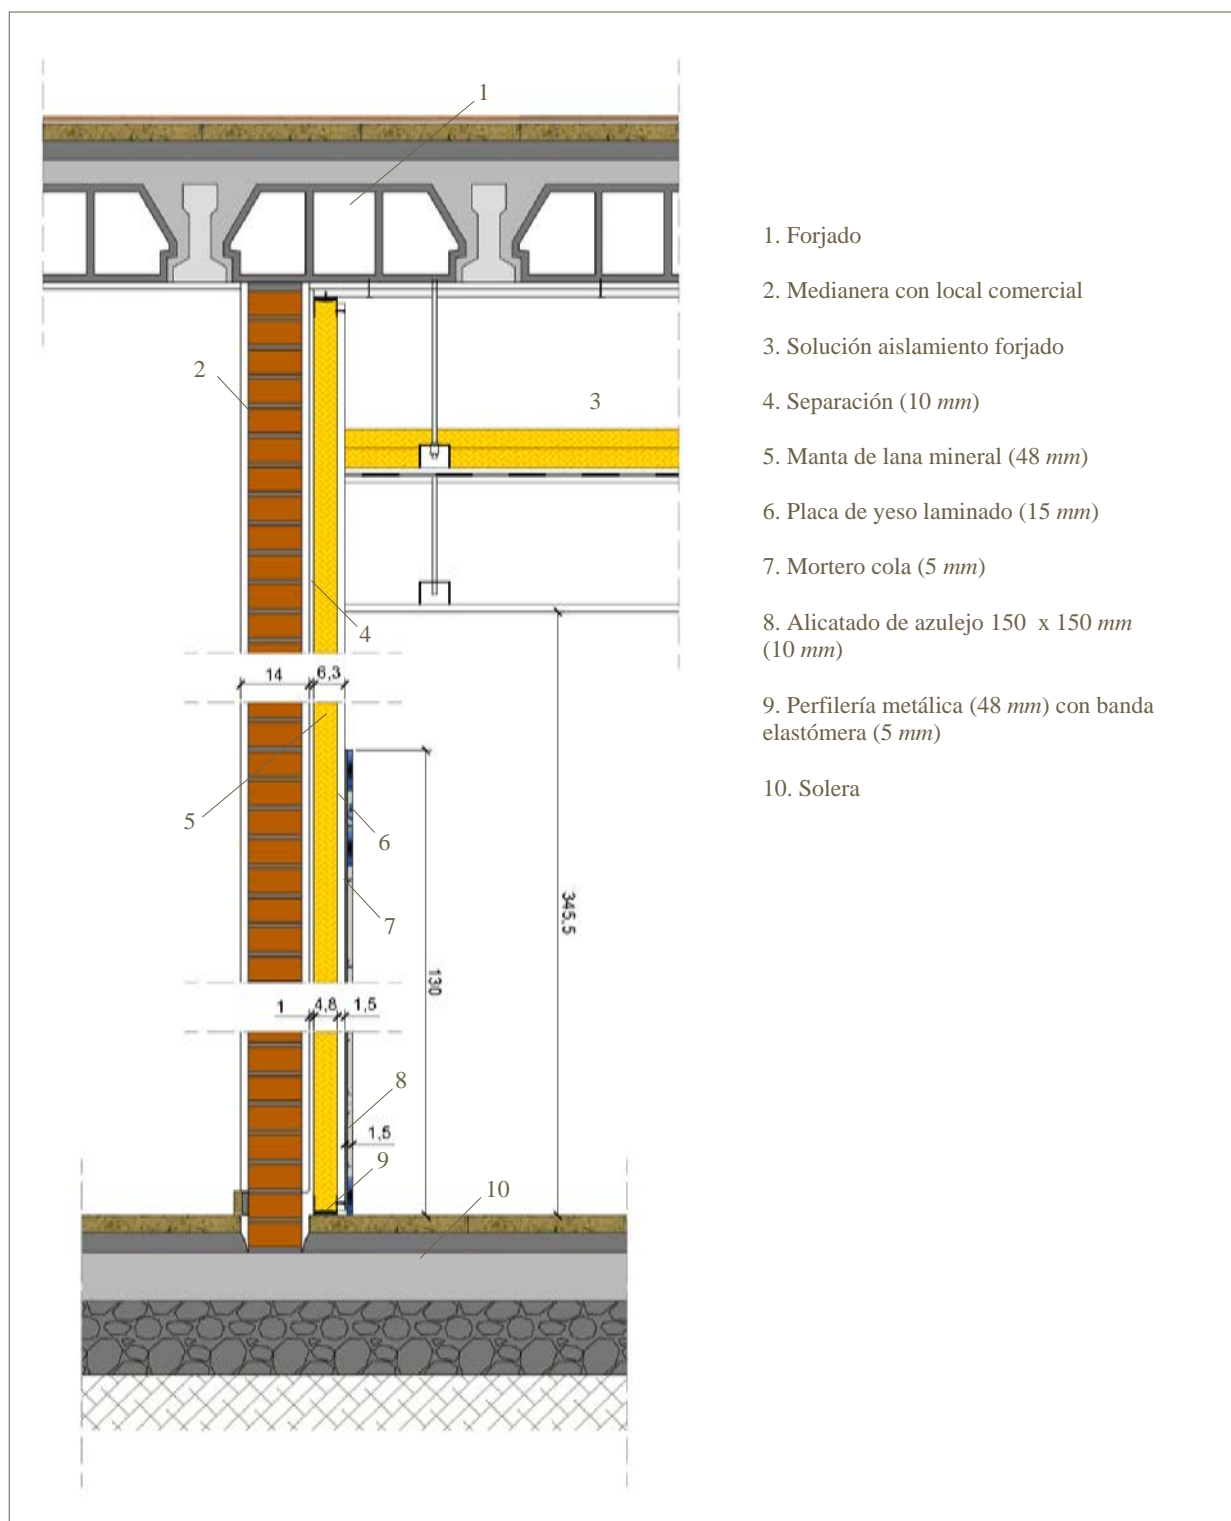 1
1. Forjado
2. Medianera con local comercial
3. Solución aislamiento forjado
4. Separación (10 mm)
5. Manta de lana mineral (48 mm)
6. Placa de yeso laminado (15 mm)
7. Mortero cola (5 mm)
8. Alicatado de azulejo 150 x 150 mm
(10 mm)
9. Perfilería metálica (48 mm) con banda
elastómera (5 mm)
10. Solera
2
3
4
14
6,3
5
6
7
345,5
130
1
4,8
1,5
8
1,5
9
10